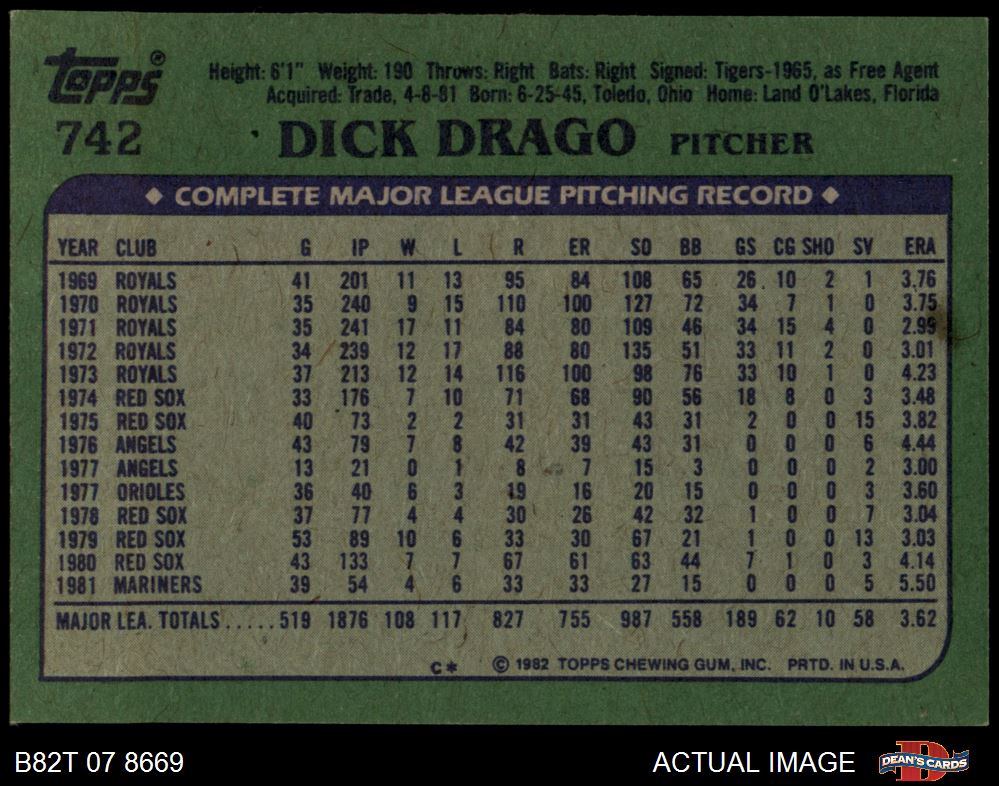 topps®
Height: 6'1" Weight: 190 Throws: Right Bats: Right Signed: Tigers-1965, as Free Agent
Acquired: Trade, 4-8-81 Born: 6-25-45, Toledo, Ohio Home: Land O'Lakes, Florida
742 DICK DRAGO PITCHER
◆ COMPLETE MAJOR LEAGUE PITCHING RECORD ◆
YEAR CLUB G IP W L R ER SO BB GS CG SHO SV ERA
1969 ROYALS 41 201 11 13 95 84 108 65 26 10 2 1 3.76
1970 ROYALS 35 240 9 15 110 100 127 72 34 7 1 0 3.75
1971 ROYALS 35 241 17 11 84 80 109 46 34 15 4 0 2.99
1972 ROYALS 34 239 12 17 88 80 135 51 33 11 2 0 3.01
1973 ROYALS 37 213 12 14 116 100 98 76 33 10 1 0 4.23
1974 RED SOX 33 176 7 10 71 68 90 56 18 8 0 3 3.48
1975 RED SOX 40 73 2 2 31 31 43 31 2 0 0 15 3.82
1976 ANGELS 43 79 7 8 42 39 43 31 0 0 0 6 4.44
1977 ANGELS 13 21 0 1 8 7 15 3 0 0 0 2 3.00
1977 ORIOLES 36 40 6 3 19 16 20 15 0 0 0 3 3.60
1978 RED SOX 37 77 4 4 30 26 42 32 1 0 0 7 3.04
1979 RED SOX 53 89 10 6 33 30 67 21 1 0 0 13 3.03
1980 RED SOX 43 133 7 7 67 61 63 44 7 1 0 3 4.14
1981 MARINERS 39 54 4 6 33 33 27 15 0 0 0 5 5.50
MAJOR LEA. TOTALS.....519 1876 108 117 827 755 987 558 189 62 10 58 3.62
C* © 1982 TOPPS CHEWING GUM, INC. PRTD. IN U.S.A.
B82T 07 8669 ACTUAL IMAGE D DEAN'S CARDS